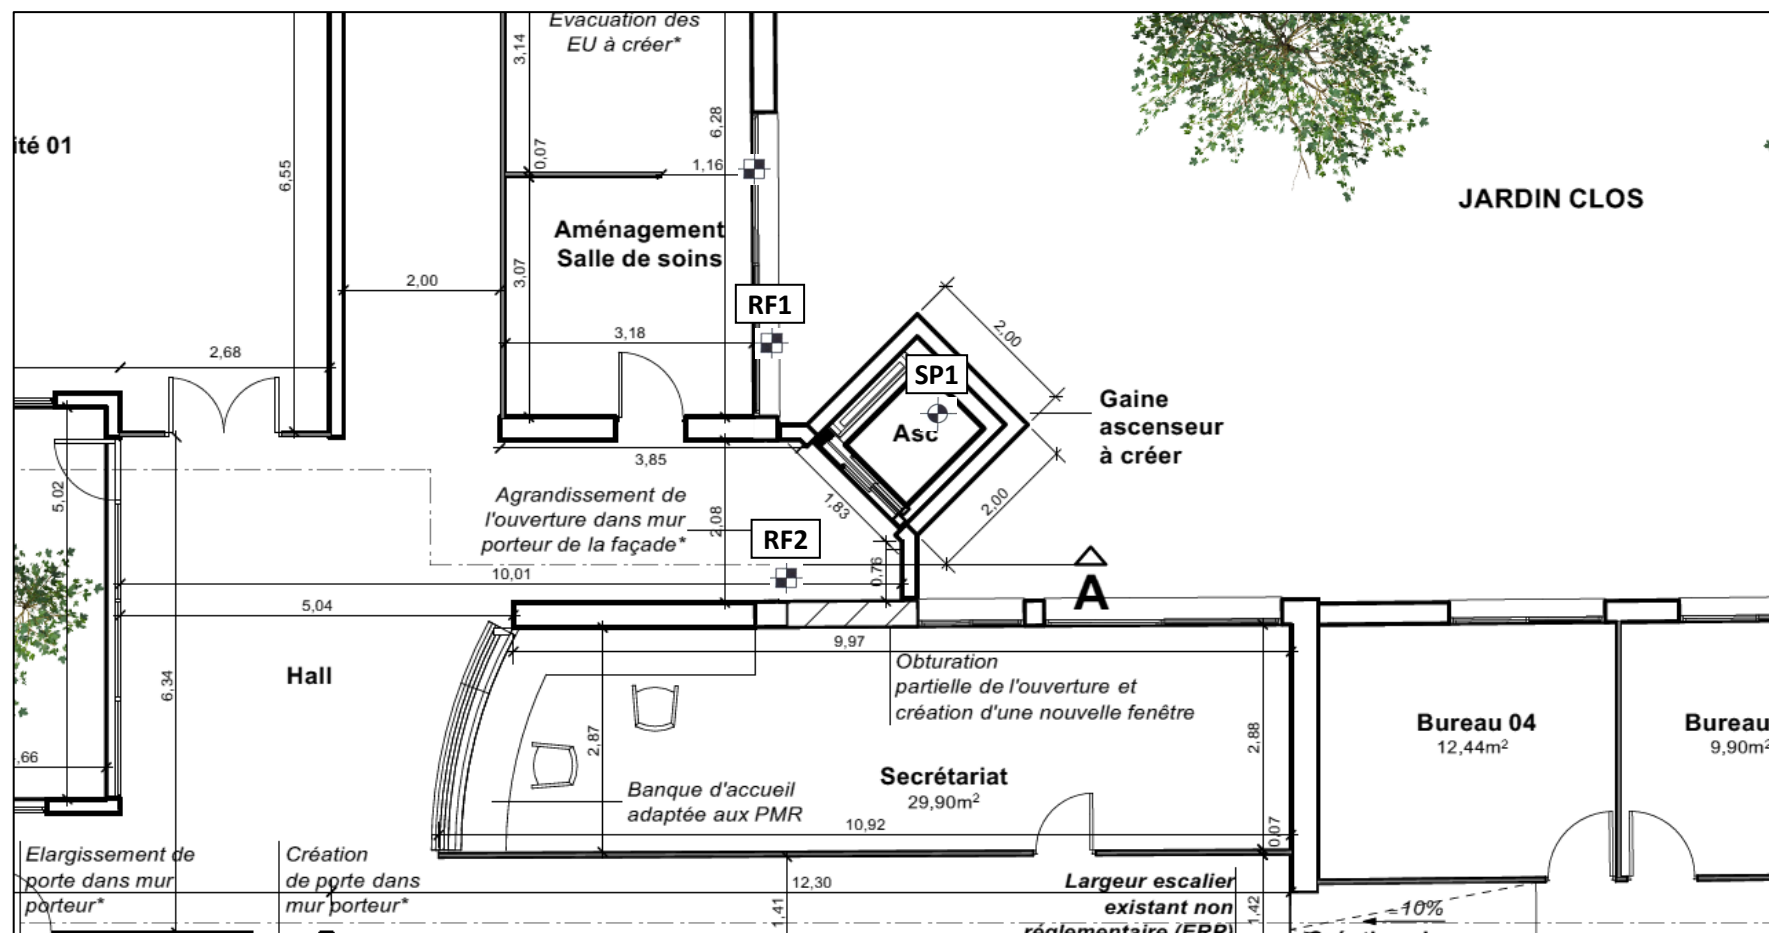 Evacuation des
EU à créer*
3,14
6,28
ité 01
6,55
0,07
1,16
JARDIN CLOS
Aménagement
Salle de soins
3,07
2,00
RF1
3,18
2,68
2,00
SP1
Asc
Gaine
ascenseur
à créer
3,85
5,02
Agrandissement de
l'ouverture dans mur
porteur de la façade*
2,08
1,83
2,00
RF2
10,01
0,76
A
5,04
9,97
Hall
6,34
Obturation
partielle de l'ouverture et
création d'une nouvelle fenêtre
2,87
2,88
Bureau 04
12,44m²
Bureau
9,90m²
,66
Secrétariat
29,90m²
Banque d'accueil
adaptée aux PMR
10,92
0,07
Elargissement de
porte dans mur
porteur*
Création
de porte dans
mur porteur*
12,30
1,41
Largeur escalier
existant non
réglementaire (ERP)
1,42
=10%